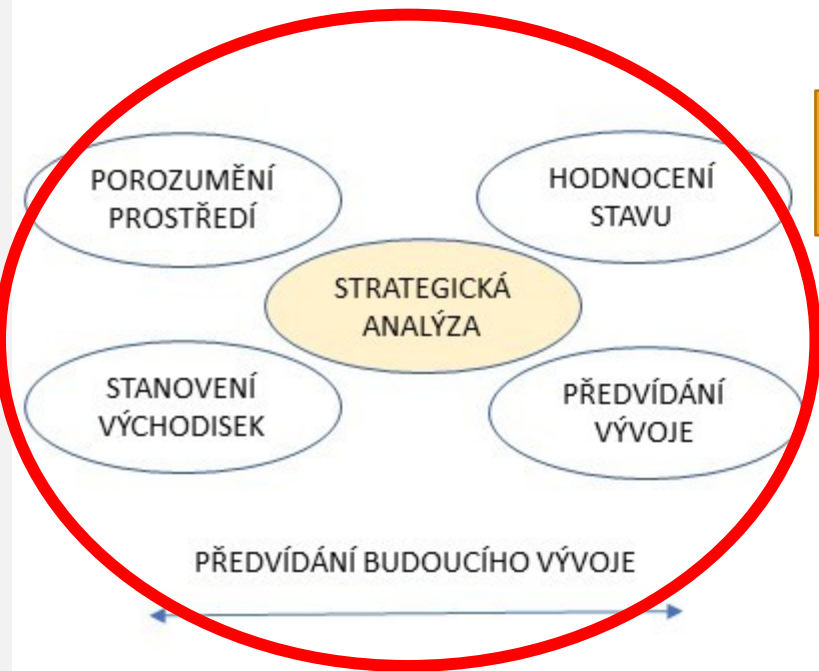 POROZUMĚNÍ
PROSTŘEDÍ
HODNOCENÍ
STAVU
STRATEGICKÁ
ANALÝZA
STANOVENÍ
VÝCHODISEK
PŘEDVÍDÁNÍ
VÝVOJE
PŘEDVÍDÁNÍ BUDOUCÍHO VÝVOJE